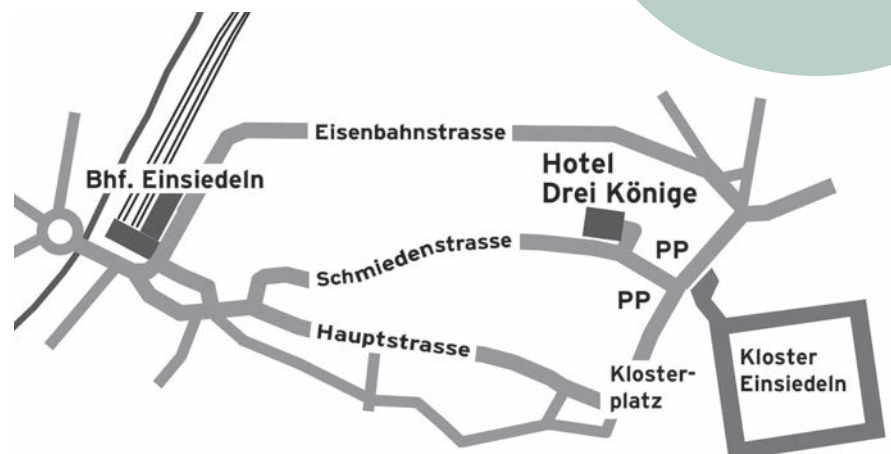 Eisenbahnstrasse
Bhf. Einsiedeln
Hotel
Drei Könige
Schmiedenstrasse
PP
PP
Hauptstrasse
Kloster-
platz
Kloster
Einsiedeln